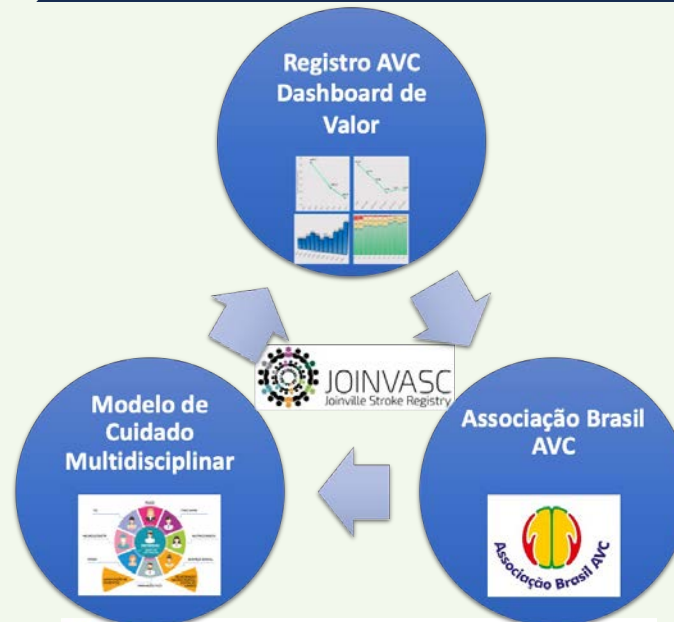 Registro AVC
Dashboard de
Valor
JOINVASC
Joinville Stroke Registry
Modelo de
Cuidado
Multidisciplinar
Associação Brasil
AVC
Associação Brasil AVC